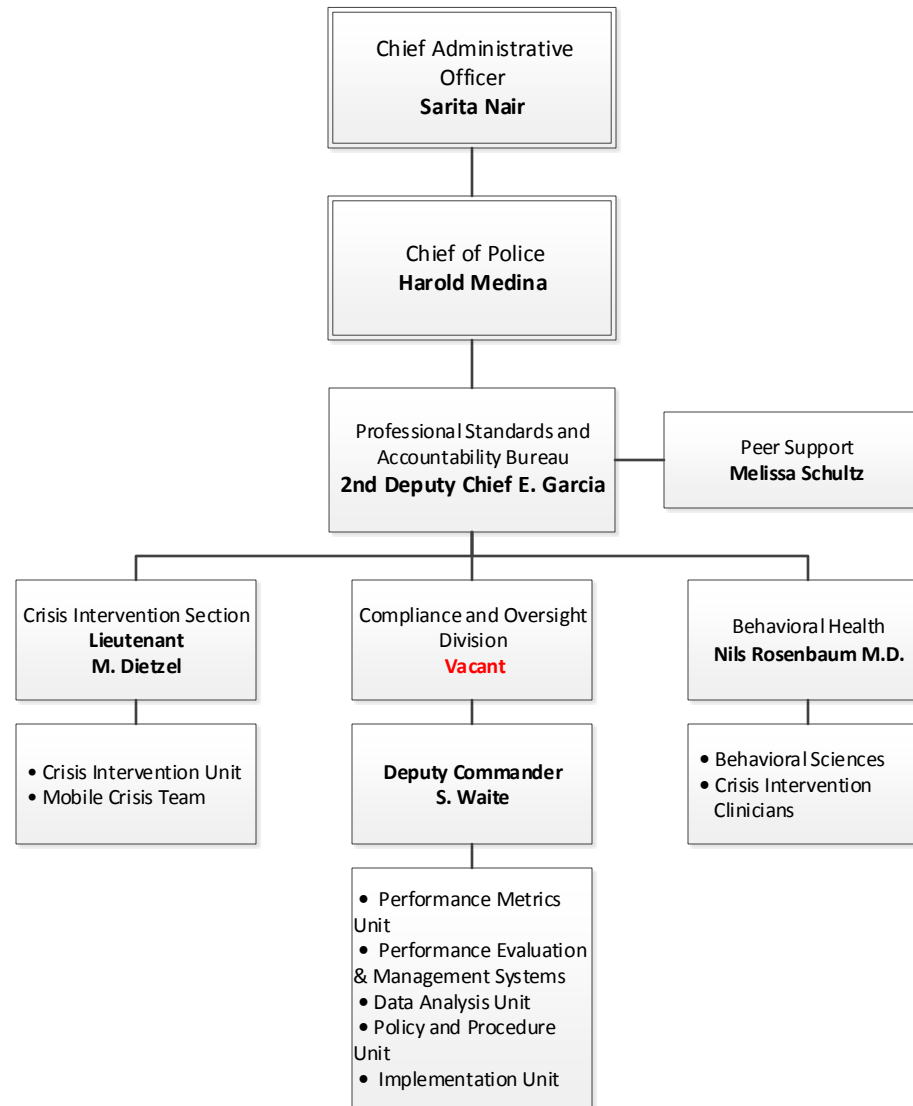 Chief Administrative
Officer
Sarita Nair
Chief of Police
Harold Medina
Professional Standards and
Accountability Bureau
2nd Deputy Chief E. Garcia
Peer Support
Melissa Schultz
Crisis Intervention Section
Lieutenant
M. Dietzel
Compliance and Oversight
Division
Vacant
Behavioral Health
Nils Rosenbaum M.D.
• Crisis Intervention Unit
• Mobile Crisis Team
Deputy Commander
S. Waite
• Behavioral Sciences
• Crisis Intervention
Clinicians
• Performance Metrics
Unit
• Performance Evaluation
& Management Systems
• Data Analysis Unit
• Policy and Procedure
Unit
• Implementation Unit